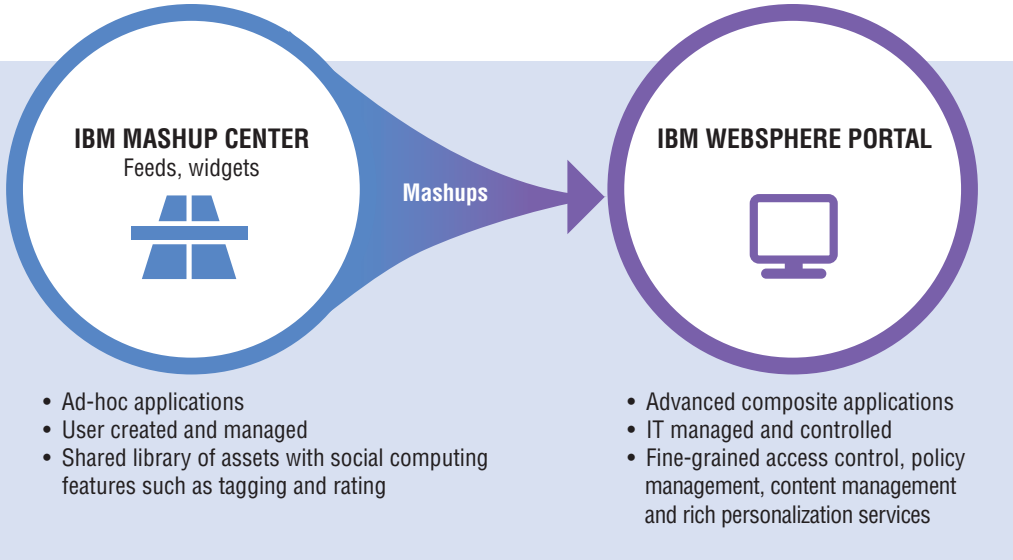 IBM MASHUP CENTER
Feeds, widgets
Mashups
IBM WEBSPHERE PORTAL
• Ad-hoc applications
• User created and managed
• Shared library of assets with social computing
features such as tagging and rating
• Advanced composite applications
• IT managed and controlled
• Fine-grained access control, policy
management, content management
and rich personalization services